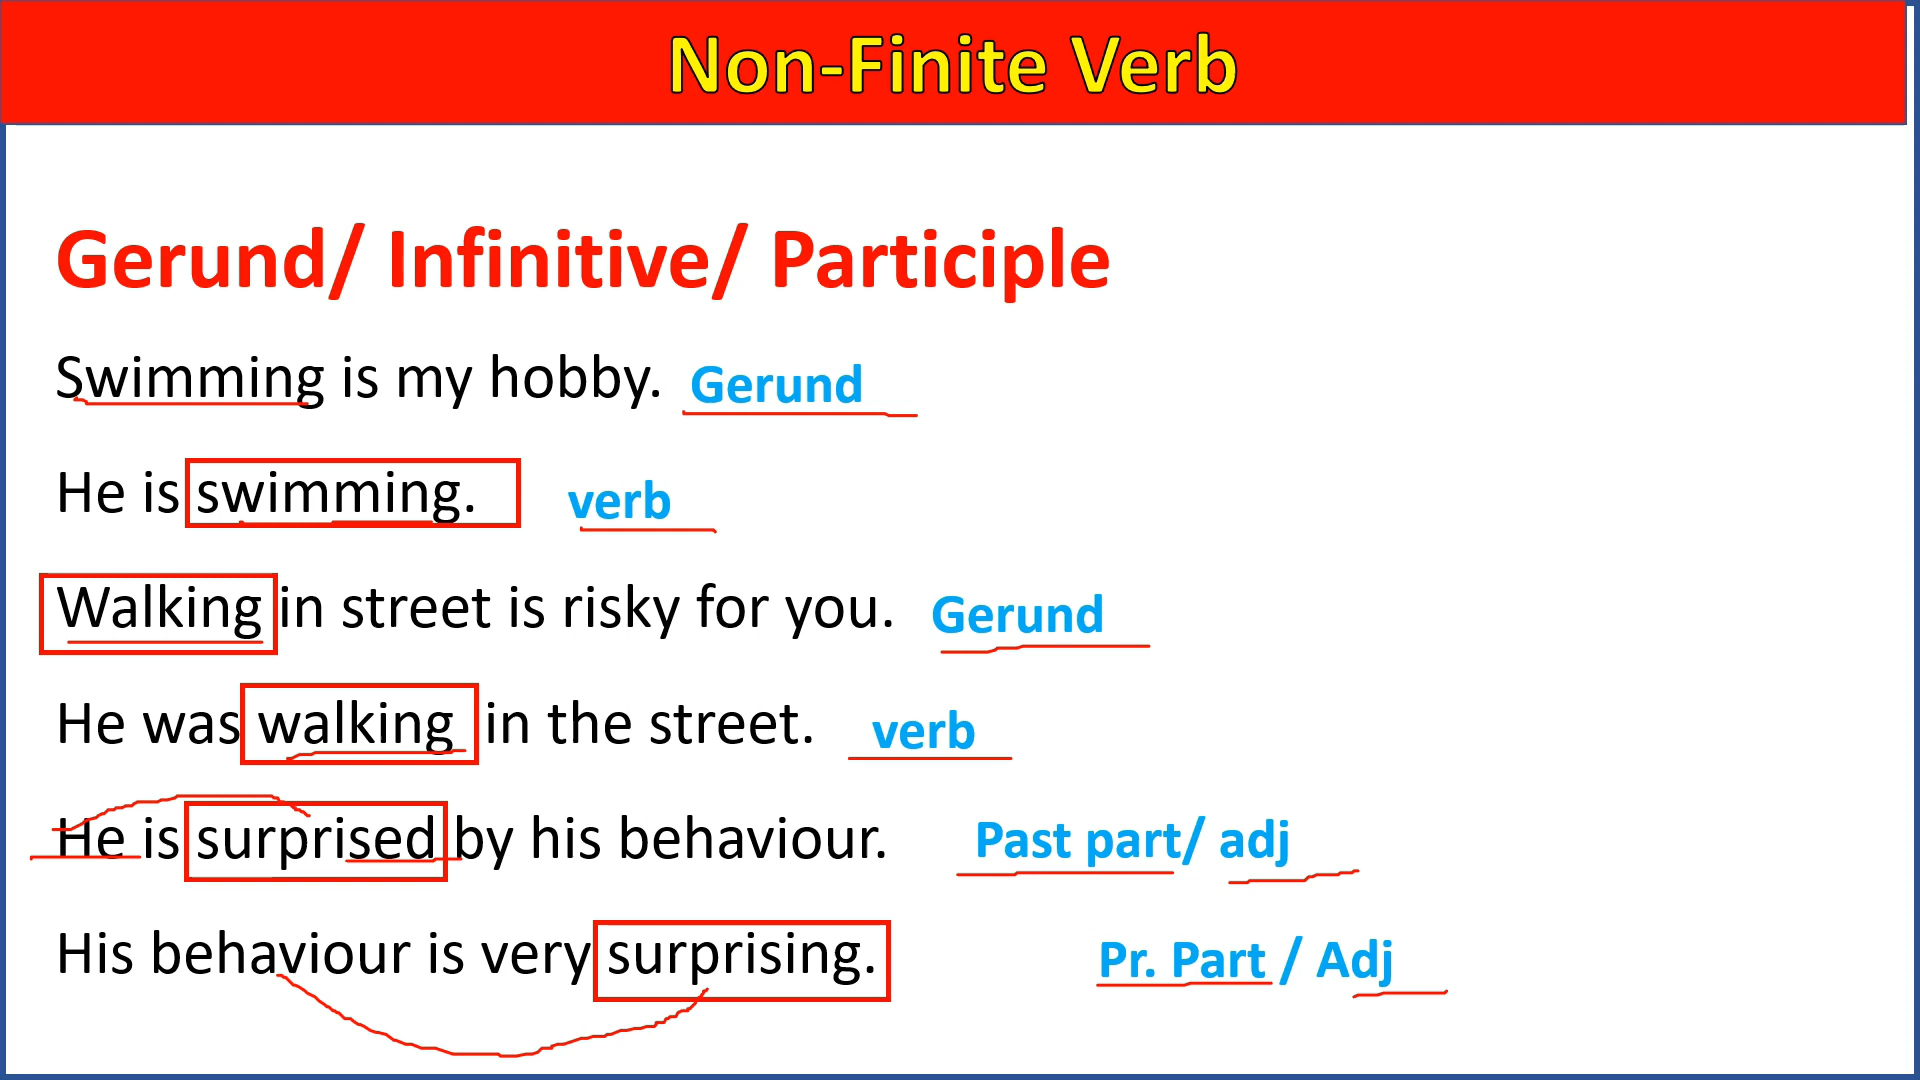 Non-Finite Verb
Gerund/ Infinitive/ Participle
Swimming is my hobby. Gerund
He is swimming. verb
Walking in street is risky for you. Gerund
He was walking in the street. verb
He is surprised by his behaviour. Past part/ adj
His behaviour is very surprising. Pr. Part / Adj